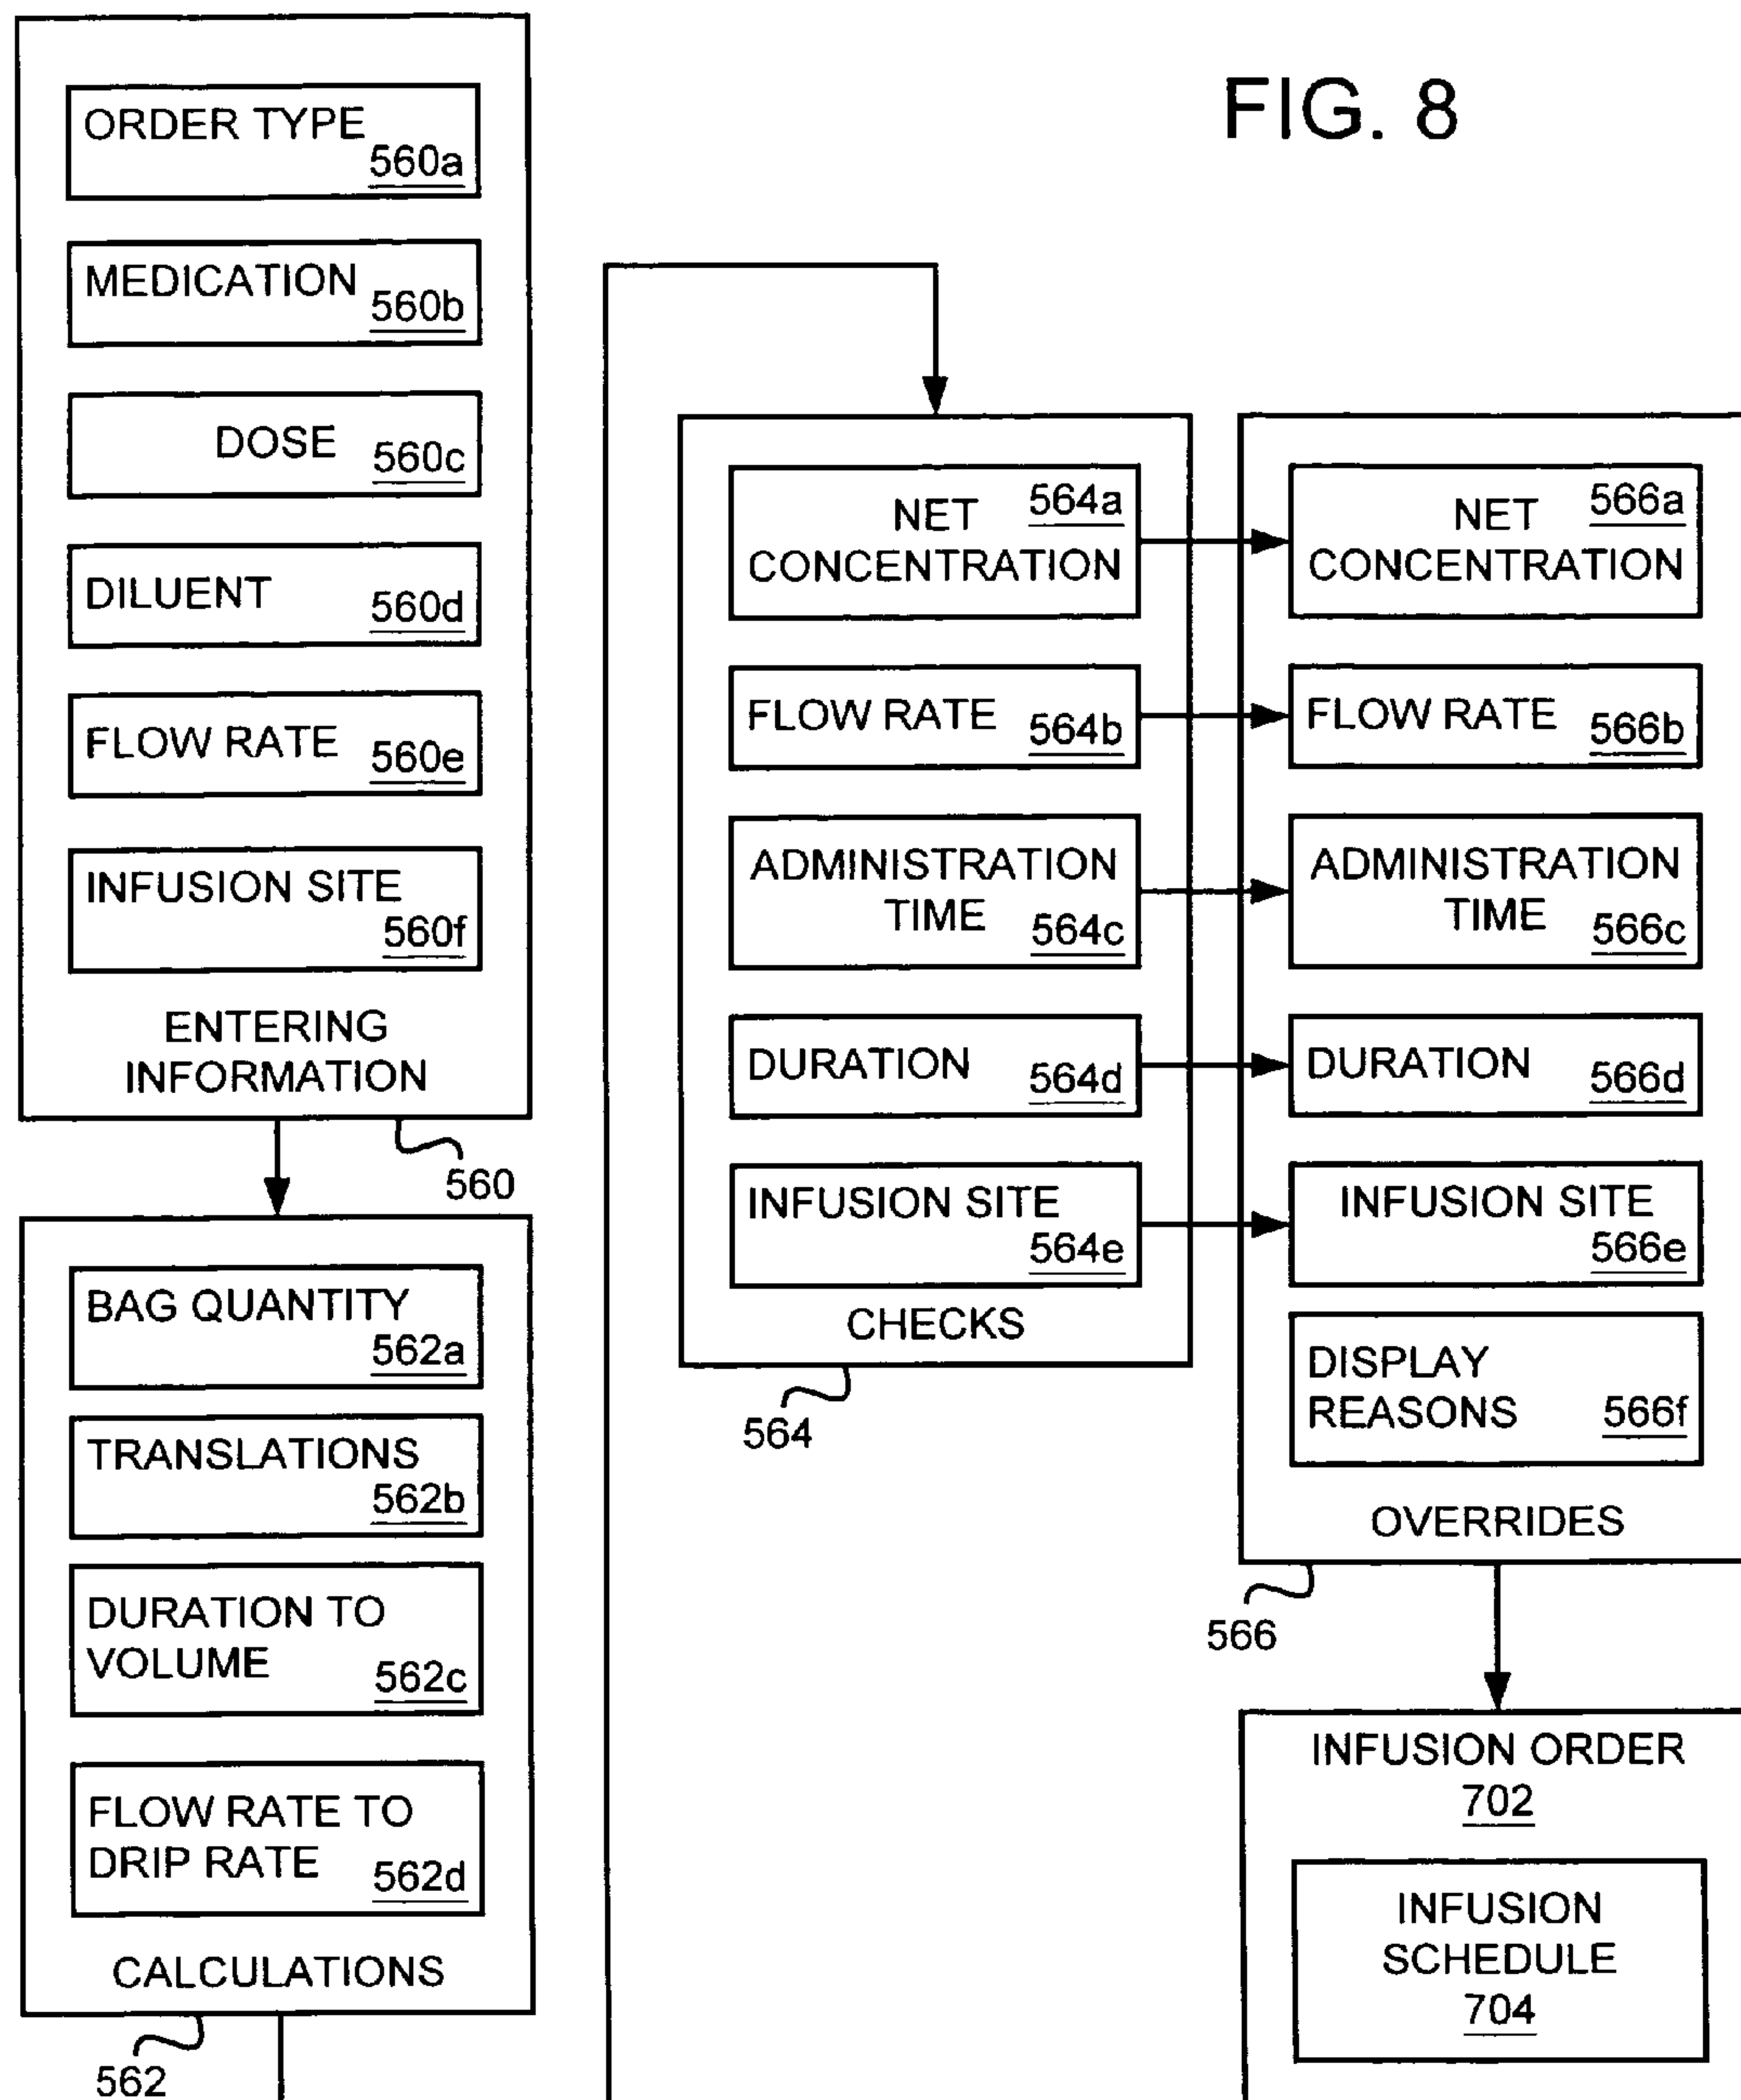 FIG. 8
ORDER TYPE
560a
MEDICATION
560b
DOSE
560c
DILUENT
560d
FLOW RATE
560e
INFUSION SITE
560f
ENTERING
INFORMATION
560
BAG QUANTITY
562a
TRANSLATIONS
562b
DURATION TO
VOLUME
562c
FLOW RATE TO
DRIP RATE
562d
CALCULATIONS
562
NET
564a
CONCENTRATION
FLOW RATE
564b
ADMINISTRATION
TIME
564c
DURATION
564d
INFUSION SITE
564e
CHECKS
564
NET
566a
CONCENTRATION
FLOW RATE
566b
ADMINISTRATION
TIME
566c
DURATION
566d
INFUSION SITE
566e
DISPLAY
REASONS
566f
OVERRIDES
566
INFUSION ORDER
702
INFUSION
SCHEDULE
704